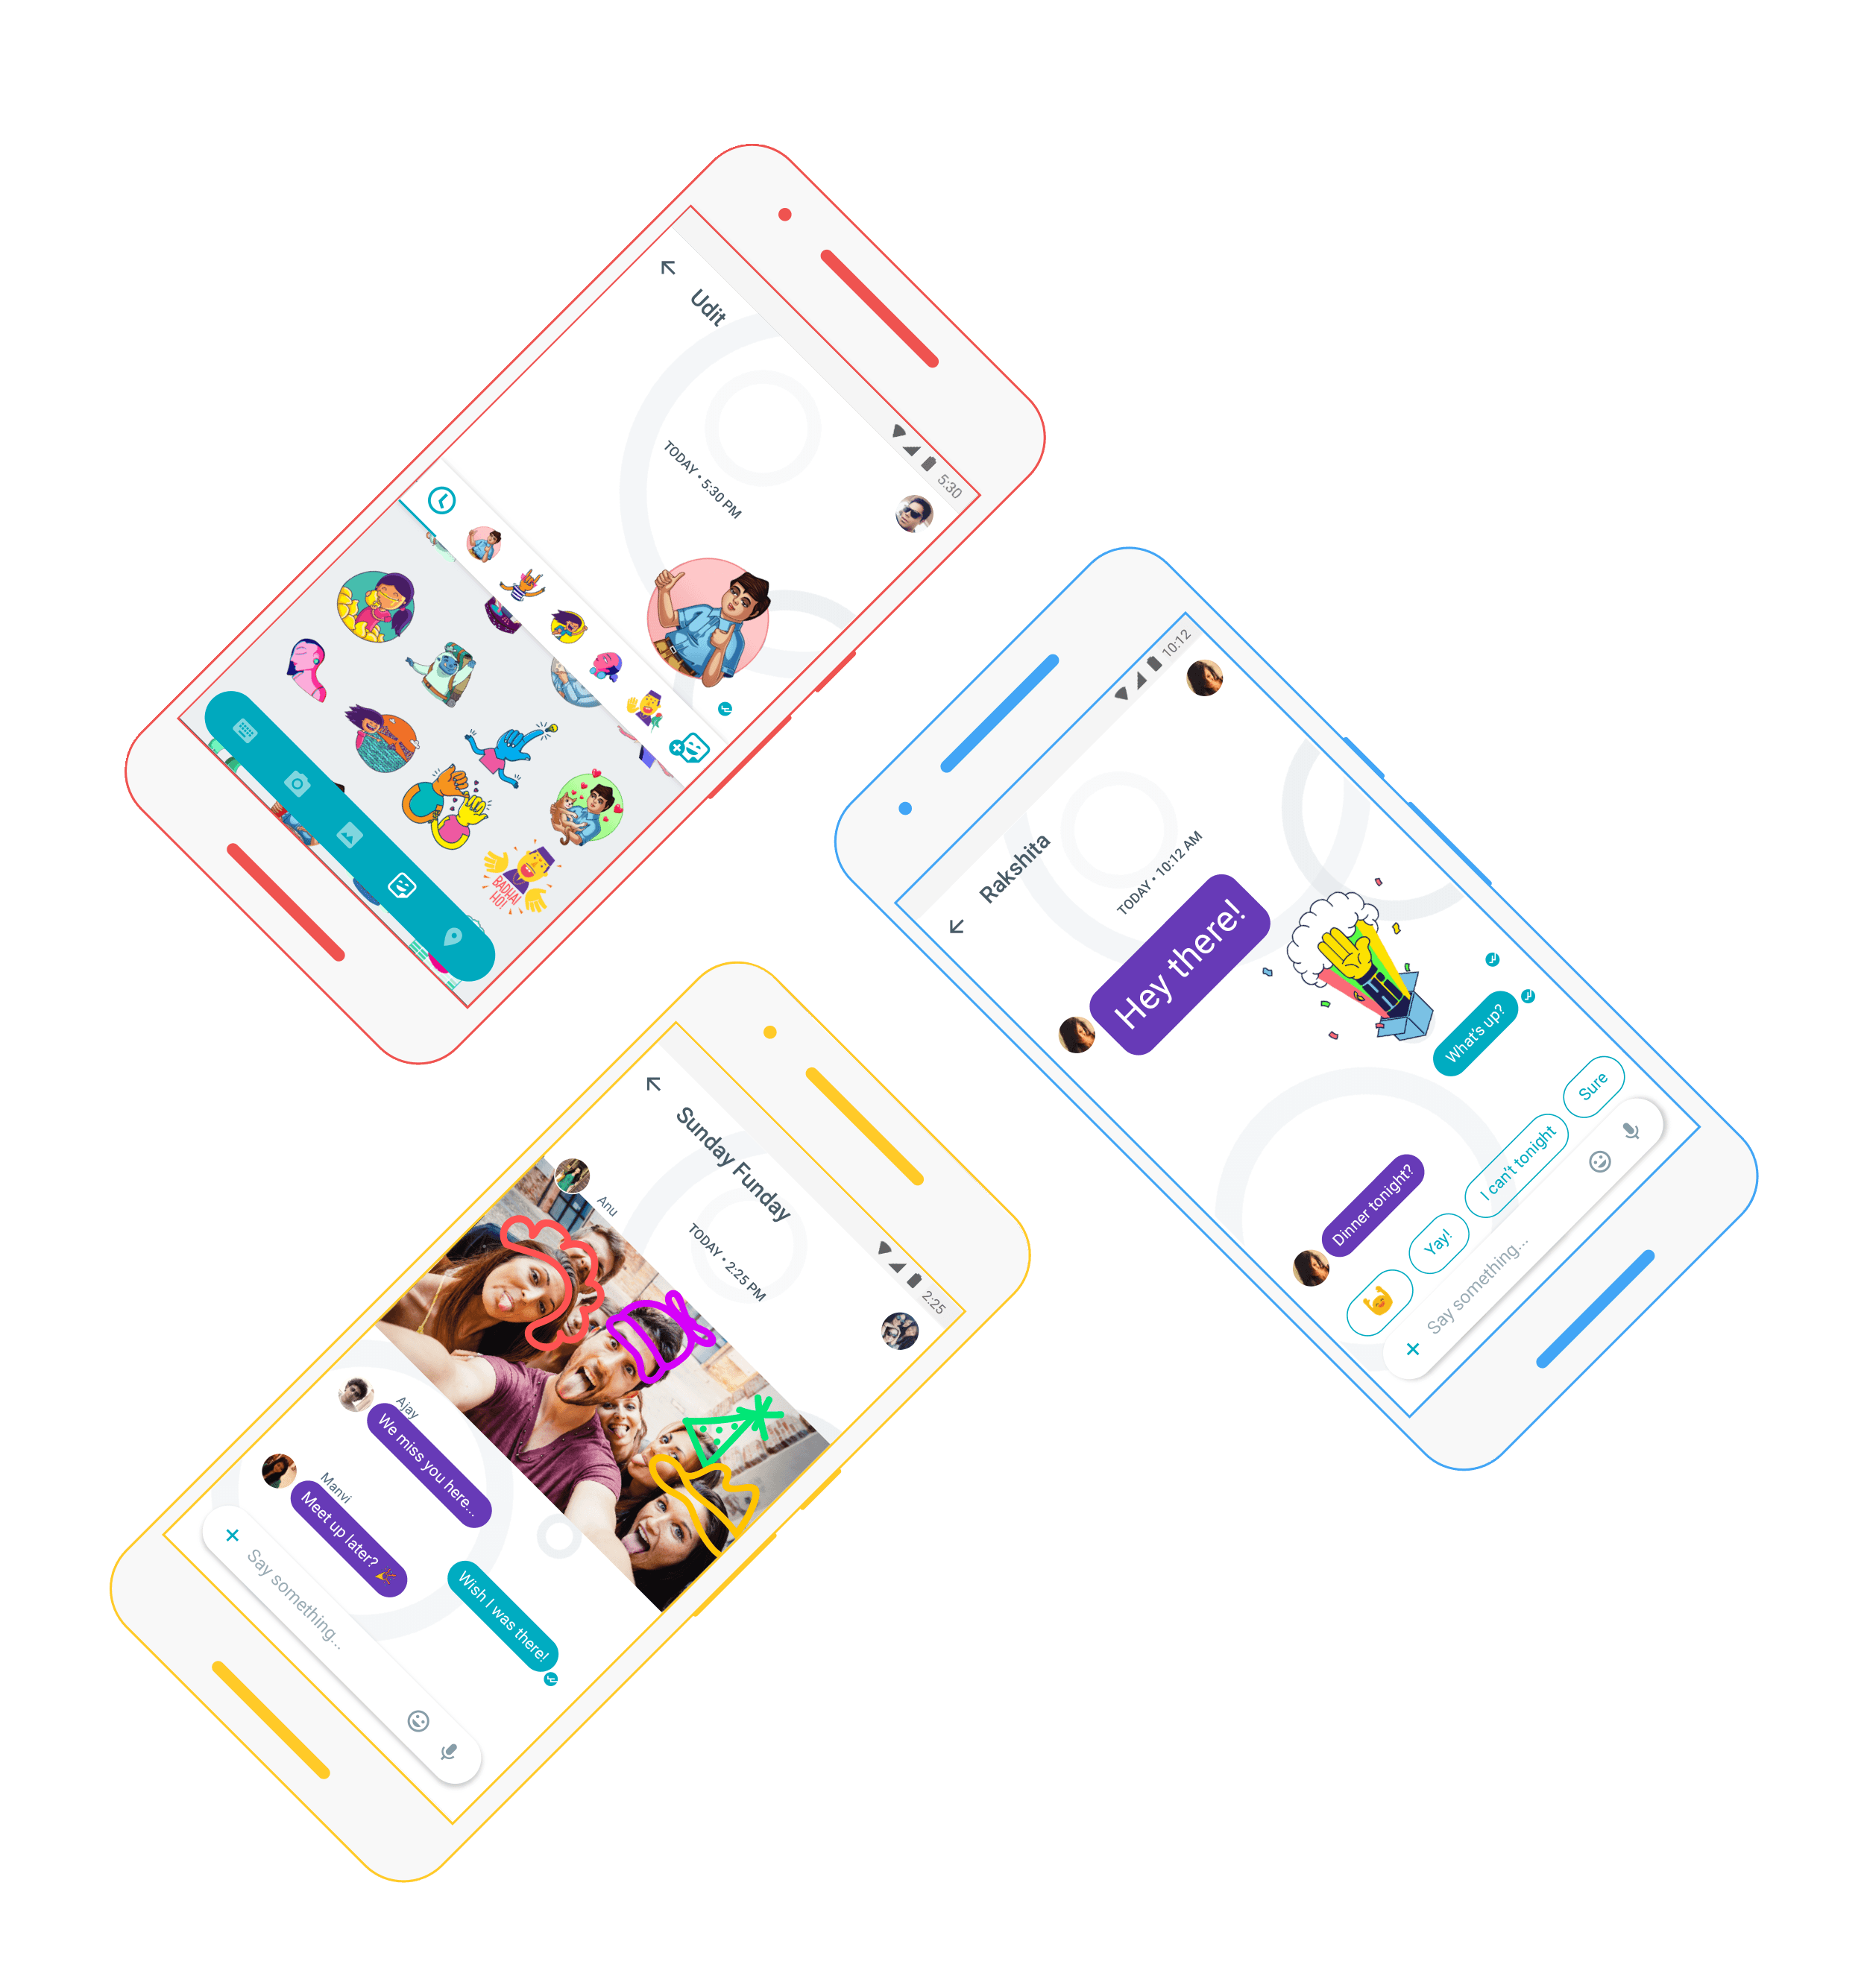 5:30
Udit
TODAY • 5:30 PM
BADHAI
HO!
10:12
Rakshita
TODAY • 10:12 AM
Hey there!
What's up?
Dinner tonight?
Yay!
I can't tonight
Sure
Say something...
2:25
Sunday Funday
TODAY • 2:25 PM
Anu
Ajay
We miss you here...
Manvi
Meet up later? 🎉
Wish I was there!
Say something...